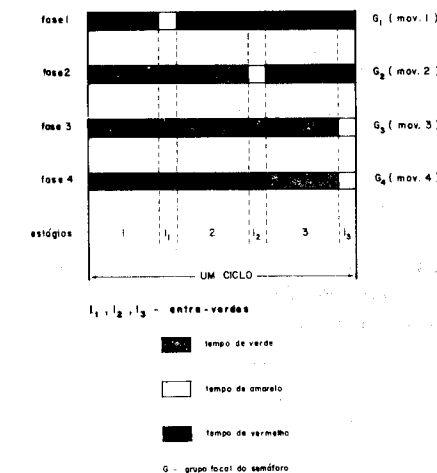 fase 1 G₁ ( mov. 1 )
fase 2 G₂ ( mov. 2 )
fase 3 G₃ ( mov. 3 )
fase 4 G₄ ( mov. 4 )
estágios 1 I₁ 2 I₂ 3 I₃
UM CICLO
I₁ , I₂ , I₃ - entre-verdes
tempo de verde
tempo de amarelo
tempo de vermelho
G - grupo focal do semáforo